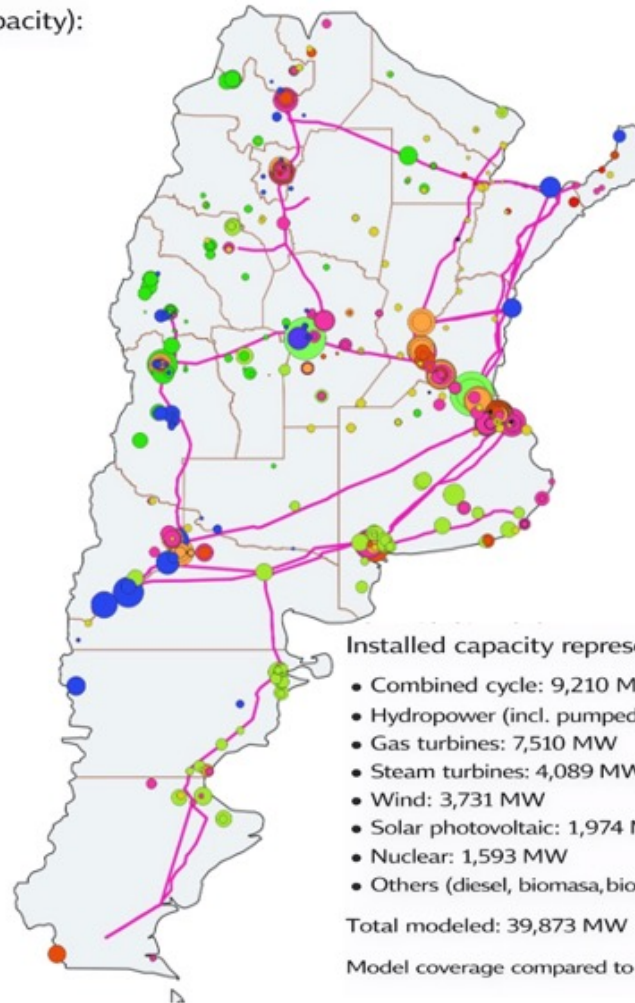 pacity):
Installed capacity repres
• Combined cycle: 9,210 M
• Hydropower (incl. pumped
• Gas turbines: 7,510 MW
• Steam turbines: 4,089 MW
• Wind: 3,731 MW
• Solar photovoltaic: 1,974 M
• Nuclear: 1,593 MW
• Others (diesel, biomasa, bio
Total modeled: 39,873 MW
Model coverage compared to